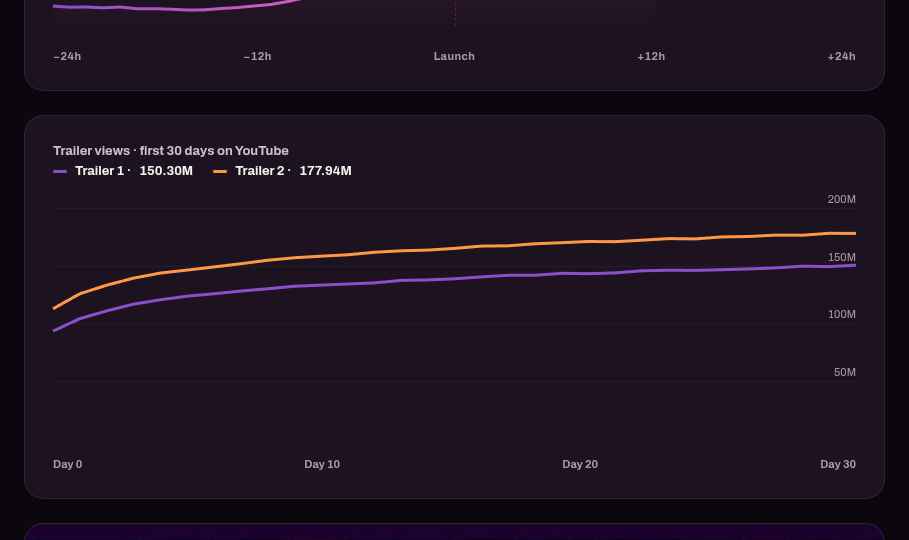 −24h −12h Launch +12h +24h
Trailer views · first 30 days on YouTube
Trailer 1 · 150.30M Trailer 2 · 177.94M
200M
150M
100M
50M
Day 0 Day 10 Day 20 Day 30